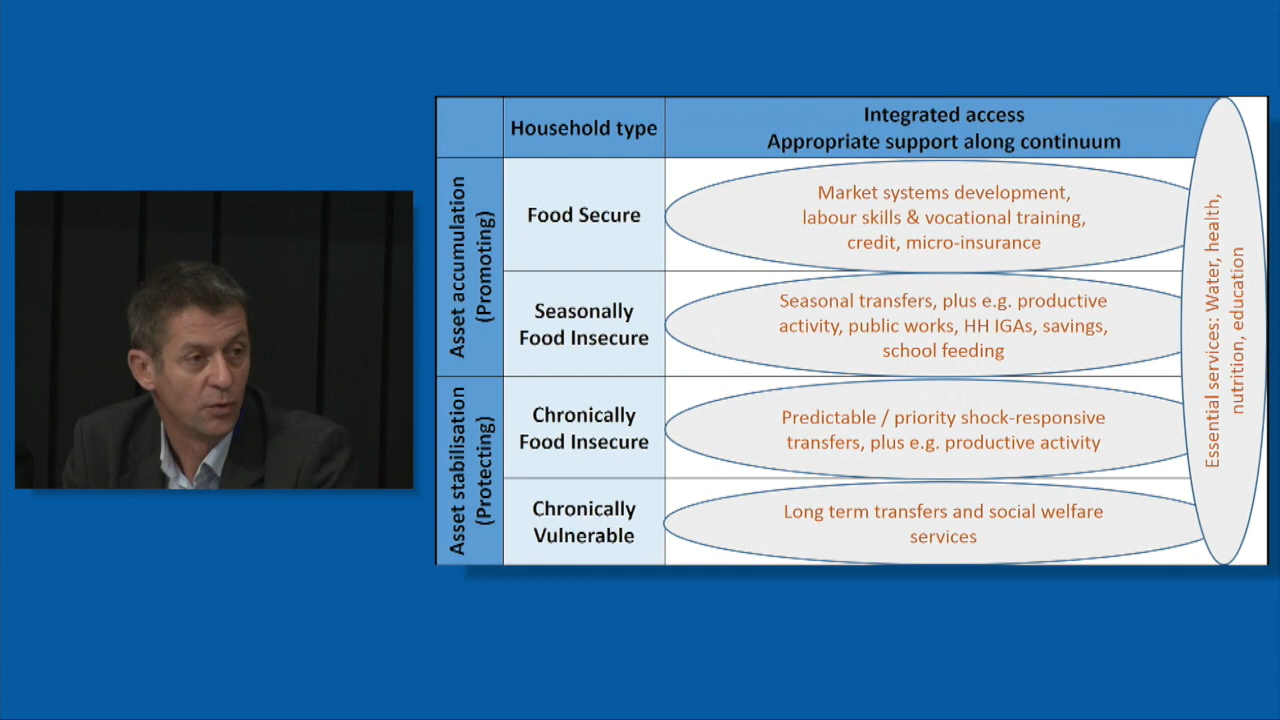 Household type
Integrated access
Appropriate support along continuum
Asset accumulation
(Promoting)
Food Secure
Market systems development,
labour skills & vocational training,
credit, micro-insurance
Seasonally
Food Insecure
Seasonal transfers, plus e.g. productive
activity, public works, HH IGAs, savings,
school feeding
Asset stabilisation
(Protecting)
Chronically
Food Insecure
Predictable / priority shock-responsive
transfers, plus e.g. productive activity
Chronically
Vulnerable
Long term transfers and social welfare
services
Essential services: Water, health,
nutrition, education